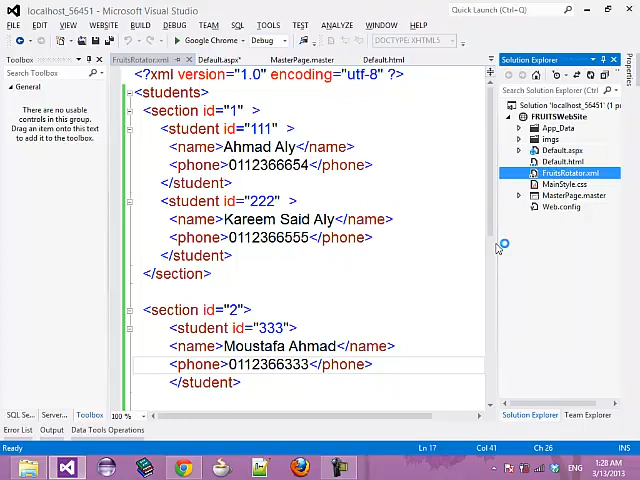 localhost_56451 - Microsoft Visual Studio
Quick Launch (Ctrl+Q)
FILE EDIT VIEW WEBSITE BUILD DEBUG TEAM SQL TOOLS TEST ANALYZE WINDOW HELP
Google Chrome Debug DOCTYPE: XHTML5
Toolbox
Search Toolbox
General
There are no usable
controls in this group.
Drag an item onto this text
to add it to the toolbox.
FruitsRotator.xml Default.aspx* MasterPage.master Default.html
<?xml version="1.0" encoding="utf-8" ?>
<students>
<section id="1" >
<student id="111" >
<name>Ahmad Aly</name>
<phone>0112366654</phone>
</student>
<student id="222" >
<name>Kareem Said Aly</name>
<phone>0112366555</phone>
</student>
</section>
<section id="2">
<student id="333">
<name>Moustafa Ahmad</name>
<phone>0112366333</phone>
</student>
100 %
Solution Explorer
Search Solution Explorer (Ctrl
Solution 'localhost_56451' (1 p
FRUITSWebSite
App_Data
imgs
Default.aspx
Default.html
FruitsRotator.xml
MainStyle.css
MasterPage.master
Web.config
Properties
SQL Se... Server... Toolbox
Solution Explorer Team Explorer
Error List Output Data Tools Operations
Ready Ln 17 Col 41 Ch 26 INS
ENG
1:28 AM
3/13/2013